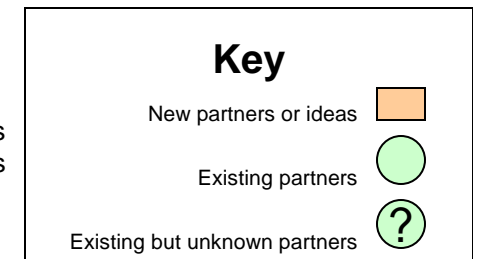 Key
New partners or ideas
s
s
Existing partners
?
Existing but unknown partners